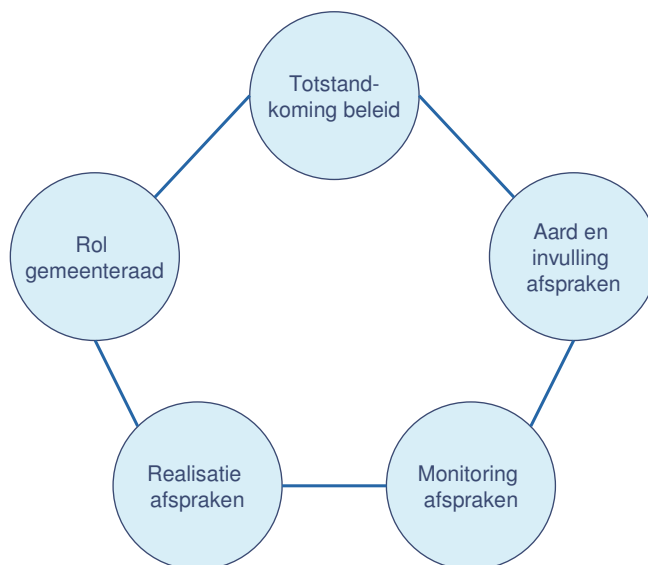 Totstand-
koming beleid
Aard en
invulling
afspraken
Monitoring
afspraken
Realisatie
afspraken
Rol
gemeenteraad